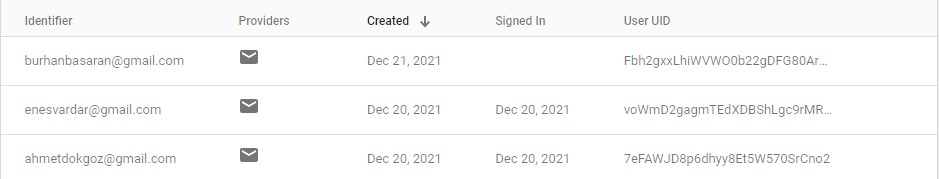 Identifier Providers Created Signed In User UID
burhanbasaran@gmail.com Dec 21, 2021 Fbh2gxxLhiWVWO0b22gDFG80Ar...
enesvardar@gmail.com Dec 20, 2021 Dec 20, 2021 voWmD2gagmTEdXDBShLgc9rMR...
ahmetdokgoz@gmail.com Dec 20, 2021 Dec 20, 2021 7eFAWJD8p6dhyy8Et5W570SrCno2